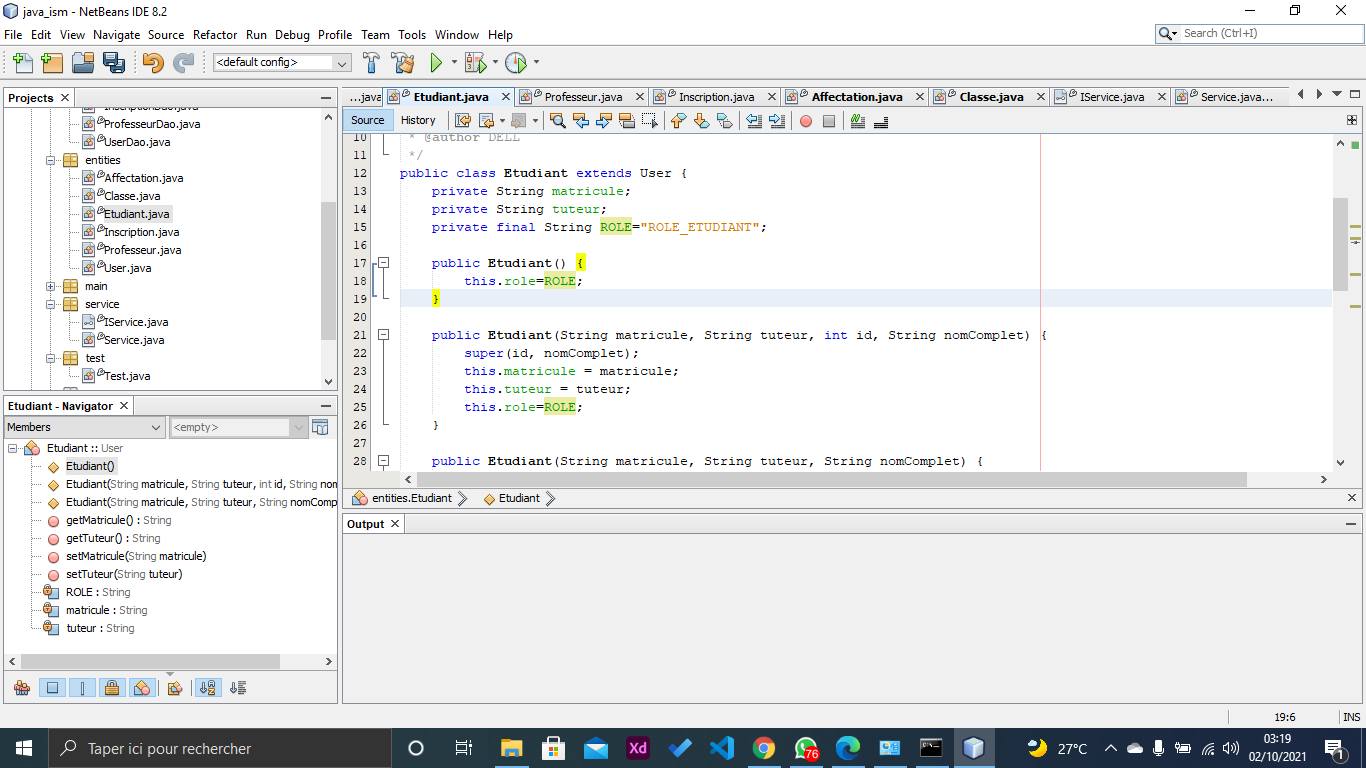 java_ism - NetBeans IDE 8.2
File Edit View Navigate Source Refactor Run Debug Profile Team Tools Window Help
Search (Ctrl+I)
<default config>
Projects
InscriptionDao.java
ProfesseurDao.java
UserDao.java
entities
Affectation.java
Classe.java
Etudiant.java
Inscription.java
Professeur.java
User.java
main
service
IService.java
Service.java
test
Test.java
Etudiant - Navigator
Members <empty>
Etudiant :: User
Etudiant()
Etudiant(String matricule, String tuteur, int id, String nom
Etudiant(String matricule, String tuteur, String nomComp
getMatricule() : String
getTuteur() : String
setMatricule(String matricule)
setTuteur(String tuteur)
ROLE : String
matricule : String
tuteur : String
...java Etudiant.java Professeur.java Inscription.java Affectation.java Classe.java IService.java Service.java...
Source History
10 * @author DELL
11 */
12 public class Etudiant extends User {
13 private String matricule;
14 private String tuteur;
15 private final String ROLE="ROLE_ETUDIANT";
16
17 public Etudiant() {
18 this.role=ROLE;
19 }
20
21 public Etudiant(String matricule, String tuteur, int id, String nomComplet) {
22 super(id, nomComplet);
23 this.matricule = matricule;
24 this.tuteur = tuteur;
25 this.role=ROLE;
26 }
27
28 public Etudiant(String matricule, String tuteur, String nomComplet) {
entities.Etudiant Etudiant
Output
19:6 INS
Taper ici pour rechercher
Xd
76
27°C
03:19
02/10/2021
1